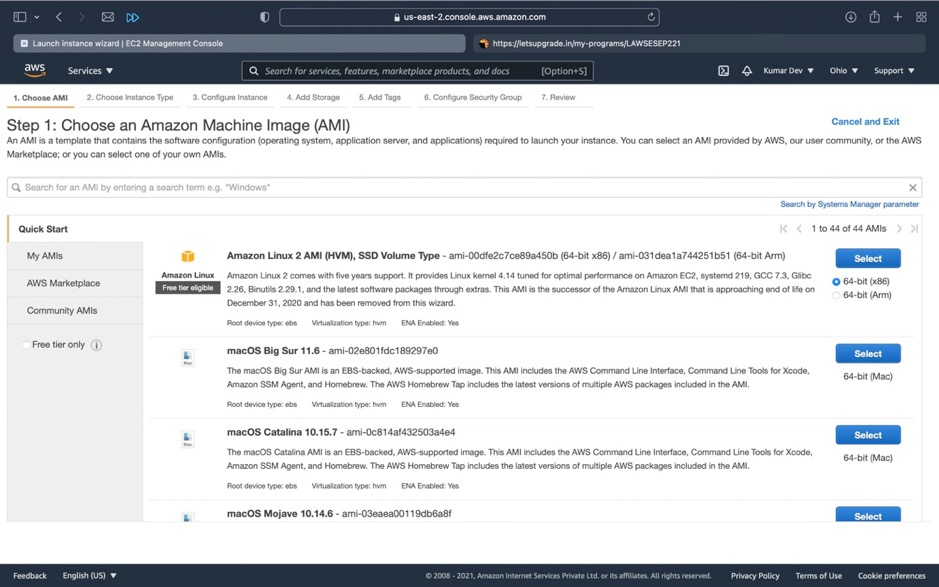 us-east-2.console.aws.amazon.com
Launch instance wizard | EC2 Management Console
https://letsupgrade.in/my-programs/LAWSESEP221
aws
Services
Search for services, features, marketplace products, and docs
[Option+S]
Kumar Dev
Ohio
Support
1. Choose AMI
2. Choose Instance Type
3. Configure Instance
4. Add Storage
5. Add Tags
6. Configure Security Group
7. Review
Step 1: Choose an Amazon Machine Image (AMI)
Cancel and Exit
An AMI is a template that contains the software configuration (operating system, application server, and applications) required to launch your instance. You can select an AMI provided by AWS, our user community, or the AWS
Marketplace; or you can select one of your own AMIs.
Search for an AMI by entering a search term e.g. "Windows"
Search by Systems Manager parameter
Quick Start
1 to 44 of 44 AMIs
My AMIs
AWS Marketplace
Community AMIs
Free tier only
Amazon Linux
Free tier eligible
Amazon Linux 2 AMI (HVM), SSD Volume Type - ami-00dfe2c7ce89a450b (64-bit x86) / ami-031dea1a744251b51 (64-bit Arm)
Amazon Linux 2 comes with five years support. It provides Linux kernel 4.14 tuned for optimal performance on Amazon EC2, systemd 219, GCC 7.3, Glibc
2.26, Binutils 2.29.1, and the latest software packages through extras. This AMI is the successor of the Amazon Linux AMI that is approaching end of life on
December 31, 2020 and has been removed from this wizard.
Root device type: ebs Virtualization type: hvm ENA Enabled: Yes
Select
64-bit (x86)
64-bit (Arm)
Mac
macOS Big Sur 11.6 - ami-02e801fdc189297e0
The macOS Big Sur AMI is an EBS-backed, AWS-supported image. This AMI includes the AWS Command Line Interface, Command Line Tools for Xcode,
Amazon SSM Agent, and Homebrew. The AWS Homebrew Tap includes the latest versions of multiple AWS packages included in the AMI.
Root device type: ebs Virtualization type: hvm ENA Enabled: Yes
Select
64-bit (Mac)
Mac
macOS Catalina 10.15.7 - ami-0c814af432503a4e4
The macOS Catalina AMI is an EBS-backed, AWS-supported image. This AMI includes the AWS Command Line Interface, Command Line Tools for Xcode,
Amazon SSM Agent, and Homebrew. The AWS Homebrew Tap includes the latest versions of multiple AWS packages included in the AMI.
Root device type: ebs Virtualization type: hvm ENA Enabled: Yes
Select
64-bit (Mac)
macOS Mojave 10.14.6 - ami-03eaea00119db6a8f
Select
Feedback
English (US)
© 2008 - 2021, Amazon Internet Services Private Ltd. or its affiliates. All rights reserved.
Privacy Policy
Terms of Use
Cookie preferences